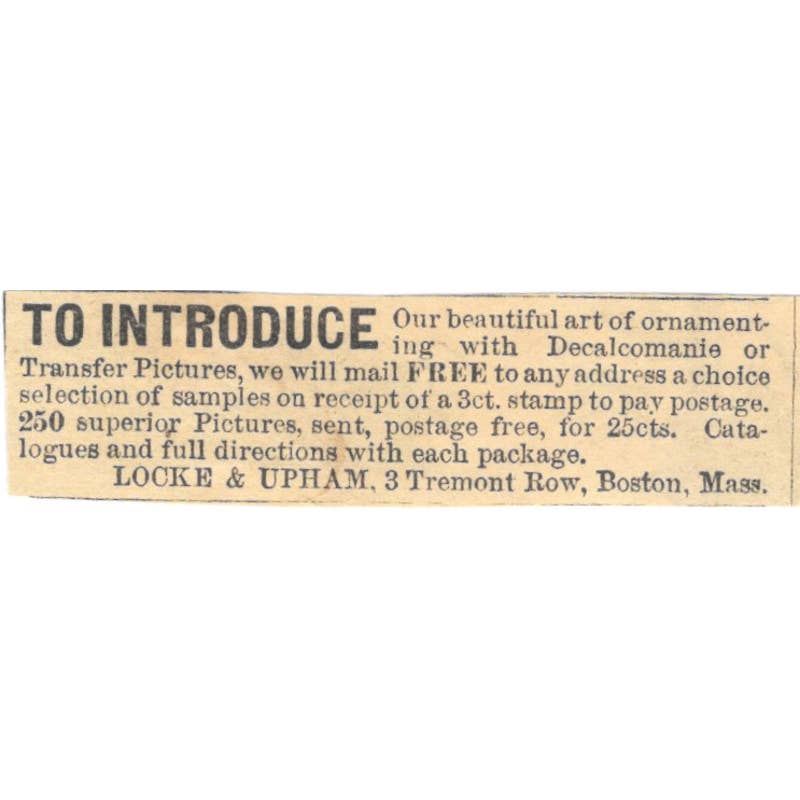 TO INTRODUCE Our beautiful art of ornament-
ing with Decalcomanie or
Transfer Pictures, we will mail FREE to any address a choice
selection of samples on receipt of a 3ct. stamp to pay postage.
250 superior Pictures, sent, postage free, for 25cts. Cata-
logues and full directions with each package.
LOCKE & UPHAM, 3 Tremont Row, Boston, Mass.